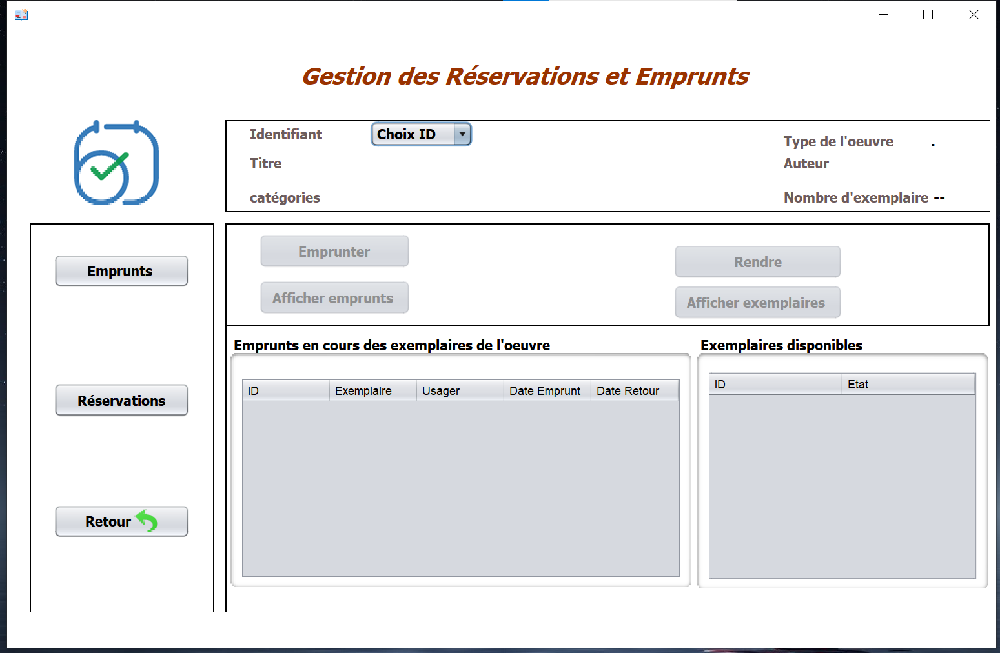 Gestion des Réservations et Emprunts
Identifiant
Choix ID
Type de l'oeuvre .
Titre
Auteur
catégories
Nombre d'exemplaire --
Emprunts
Réservations
Retour
Emprunter
Rendre
Afficher emprunts
Afficher exemplaires
Emprunts en cours des exemplaires de l'oeuvre
ID Exemplaire Usager Date Emprunt Date Retour
Exemplaires disponibles
ID Etat